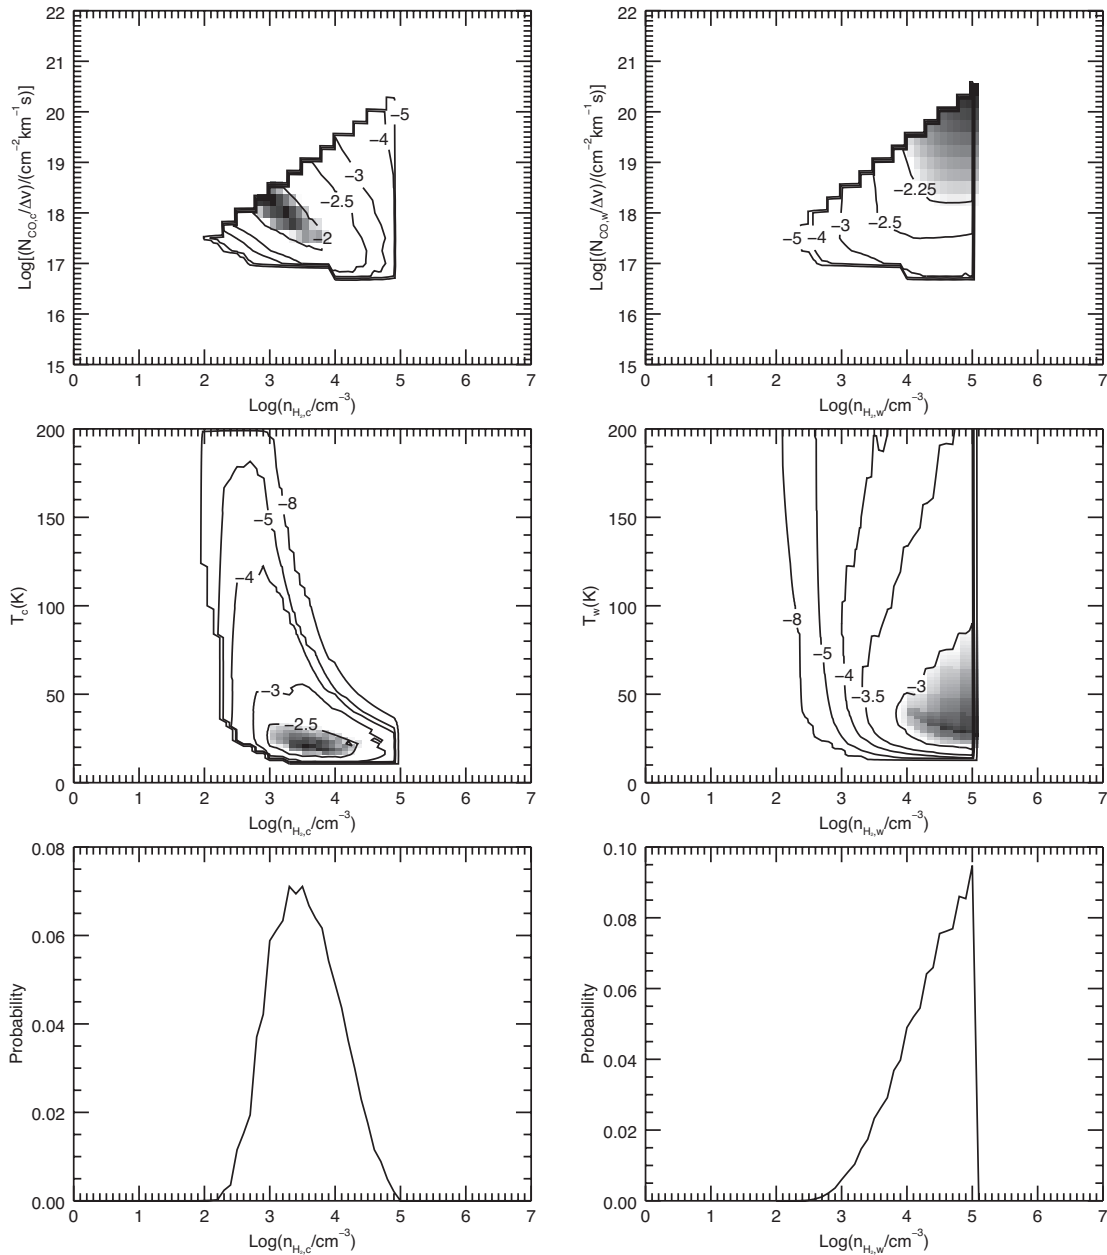 22
21
20
19
18
17
16
15
Log[(N_CO,c/Δv)/(cm⁻²km⁻¹s)]
−5
−4
−3
−2.5
−2
0 1 2 3 4 5 6 7
Log(n_H₂,c/cm⁻³)
22
21
20
19
18
17
16
15
Log[(N_CO,w/Δv)/(cm⁻²km⁻¹s)]
−2.25
−2.5
−5 −4 −3
0 1 2 3 4 5 6 7
Log(n_H₂,w/cm⁻³)
200
150
100
50
0
T_c(K)
−8
−5
−4
−3
−2.5
0 1 2 3 4 5 6 7
Log(n_H₂,c/cm⁻³)
200
150
100
50
0
T_w(K)
−8
−5
−4
−3
−3.5
0 1 2 3 4 5 6 7
Log(n_H₂,w/cm⁻³)
0.08
0.06
0.04
0.02
0.00
Probability
0 1 2 3 4 5 6 7
Log(n_H₂,c/cm⁻³)
0.10
0.08
0.06
0.04
0.02
0.00
Probability
0 1 2 3 4 5 6 7
Log(n_H₂,w/cm⁻³)